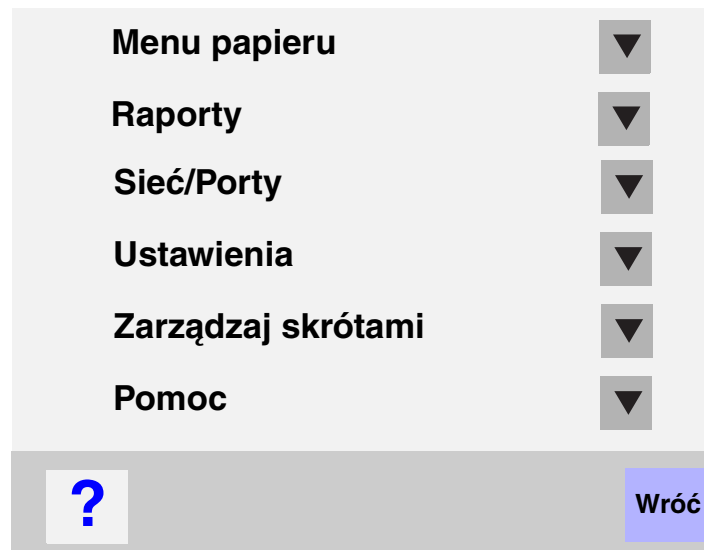 Menu papieru
Raporty
Sieć/Porty
Ustawienia
Zarządzaj skrótami
Pomoc
?
Wróć